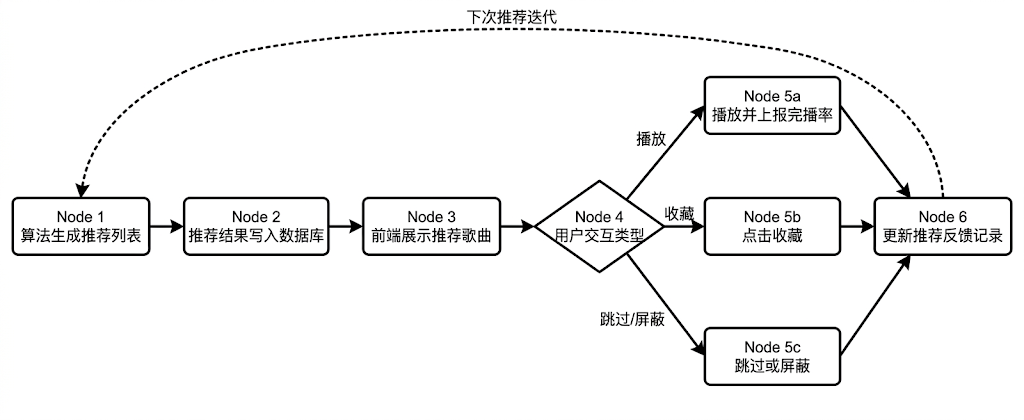 下次推荐迭代
Node 1
算法生成推荐列表
Node 2
推荐结果写入数据库
Node 3
前端展示推荐歌曲
Node 4
用户交互类型
播放
收藏
跳过/屏蔽
Node 5a
播放并上报完播率
Node 5b
点击收藏
Node 5c
跳过或屏蔽
Node 6
更新推荐反馈记录